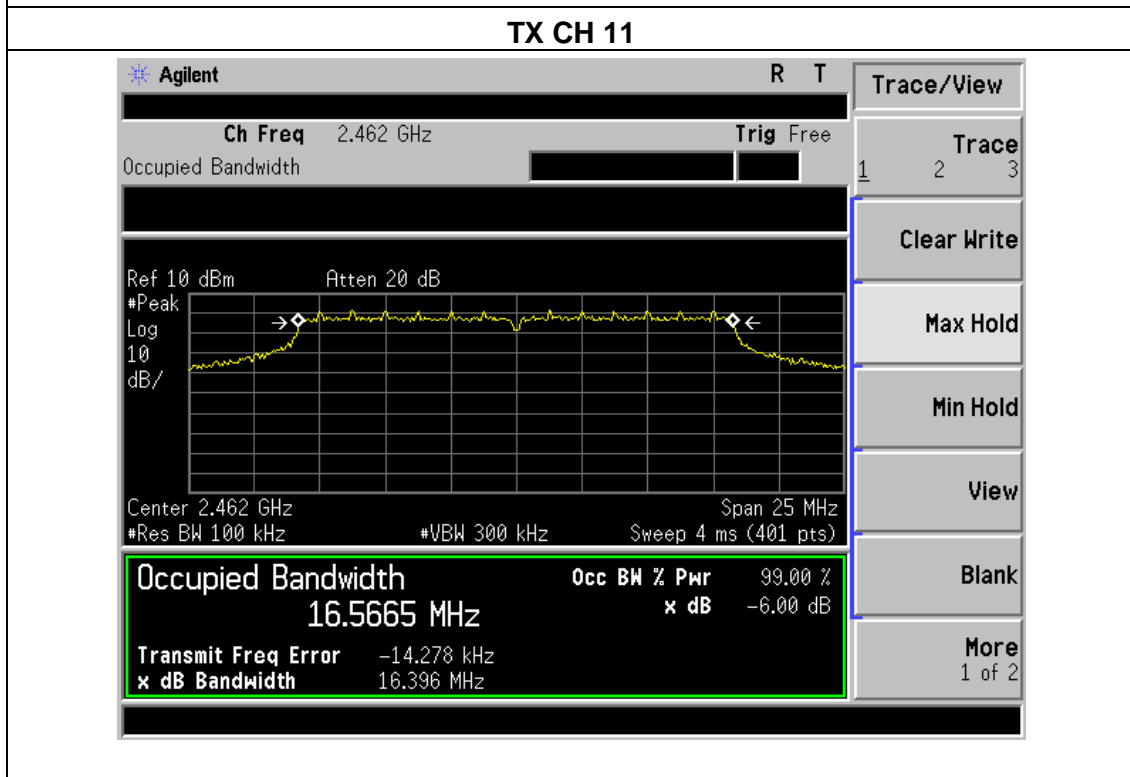 TX CH 11
Agilent R T
Ch Freq 2.462 GHz Trig Free
Occupied Bandwidth
Ref 10 dBm Atten 20 dB
#Peak
Log
10
dB/
Center 2.462 GHz Span 25 MHz
#Res BW 100 kHz #VBW 300 kHz Sweep 4 ms (401 pts)
Occupied Bandwidth Occ BW % Pwr 99.00 %
16.5665 MHz x dB -6.00 dB
Transmit Freq Error -14.278 kHz
x dB Bandwidth 16.396 MHz
Trace/View
Trace
1 2 3
Clear Write
Max Hold
Min Hold
View
Blank
More
1 of 2